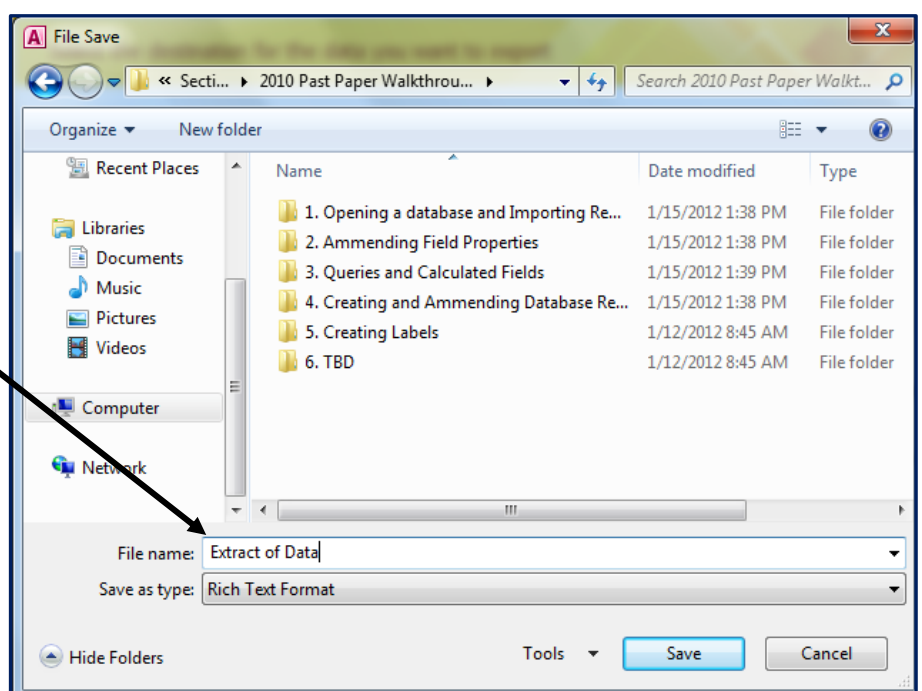 A File Save
« Secti... 2010 Past Paper Walkthrou... Search 2010 Past Paper Walkt...
Organize New folder
Recent Places
Libraries
Documents
Music
Pictures
Videos
Computer
Network
Name Date modified Type
1. Opening a database and Importing Re... 1/15/2012 1:38 PM File folder
2. Ammending Field Properties 1/15/2012 1:38 PM File folder
3. Queries and Calculated Fields 1/15/2012 1:39 PM File folder
4. Creating and Ammending Database Re... 1/15/2012 1:38 PM File folder
5. Creating Labels 1/12/2012 8:45 AM File folder
6. TBD 1/12/2012 8:45 AM File folder
File name: Extract of Data
Save as type: Rich Text Format
Hide Folders Tools Save Cancel